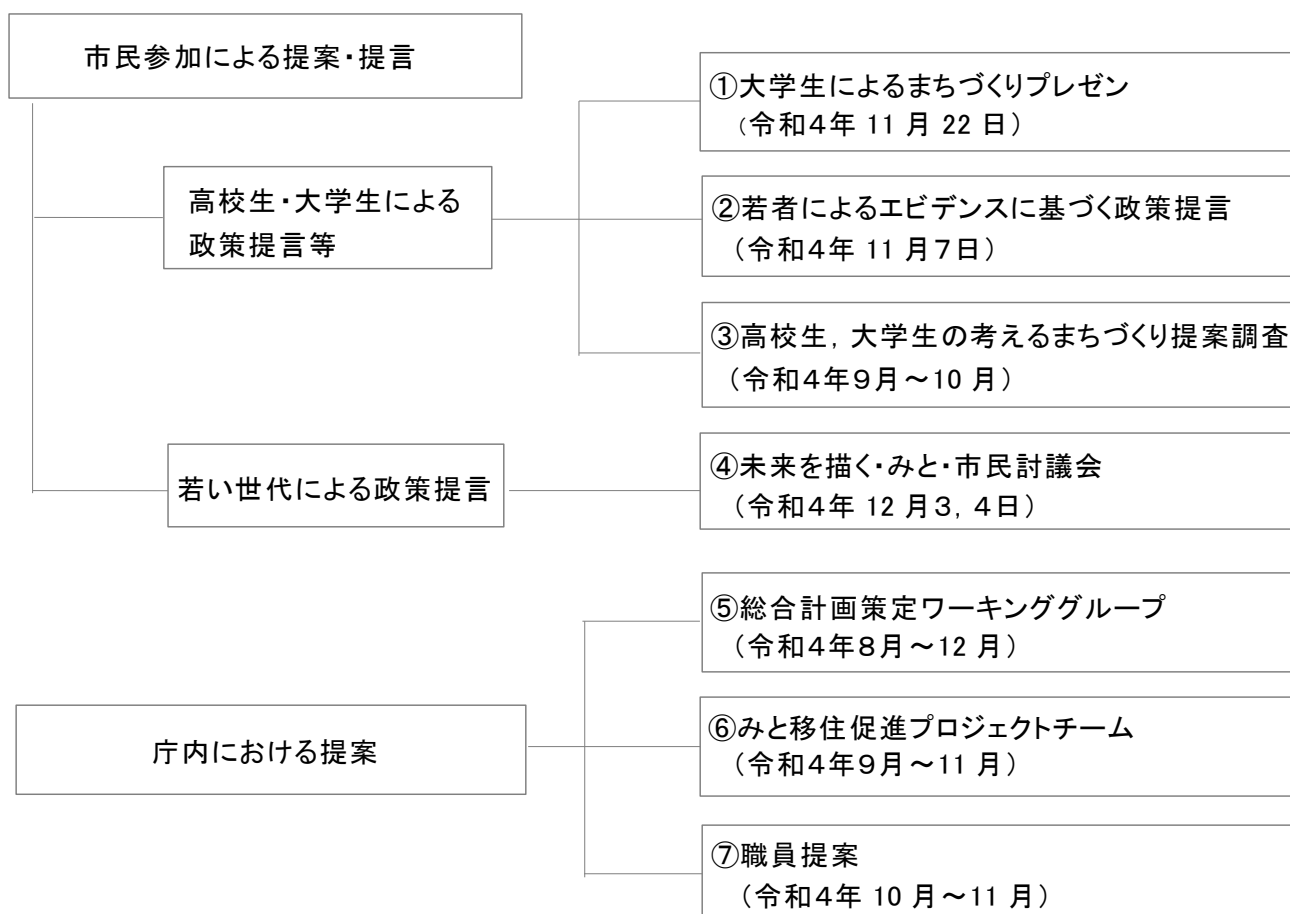 市民参加による提案・提言
高校生・大学生による
政策提言等
①大学生によるまちづくりプレゼン
（令和４年 11 月 22 日）
②若者によるエビデンスに基づく政策提言
（令和４年 11 月７日）
③高校生，大学生の考えるまちづくり提案調査
（令和４年９月～10 月）
若い世代による政策提言
④未来を描く・みと・市民討議会
（令和４年 12 月３，４日）
庁内における提案
⑤総合計画策定ワーキンググループ
（令和４年８月～12 月）
⑥みと移住促進プロジェクトチーム
（令和４年９月～11 月）
⑦職員提案
（令和４年 10 月～11 月）